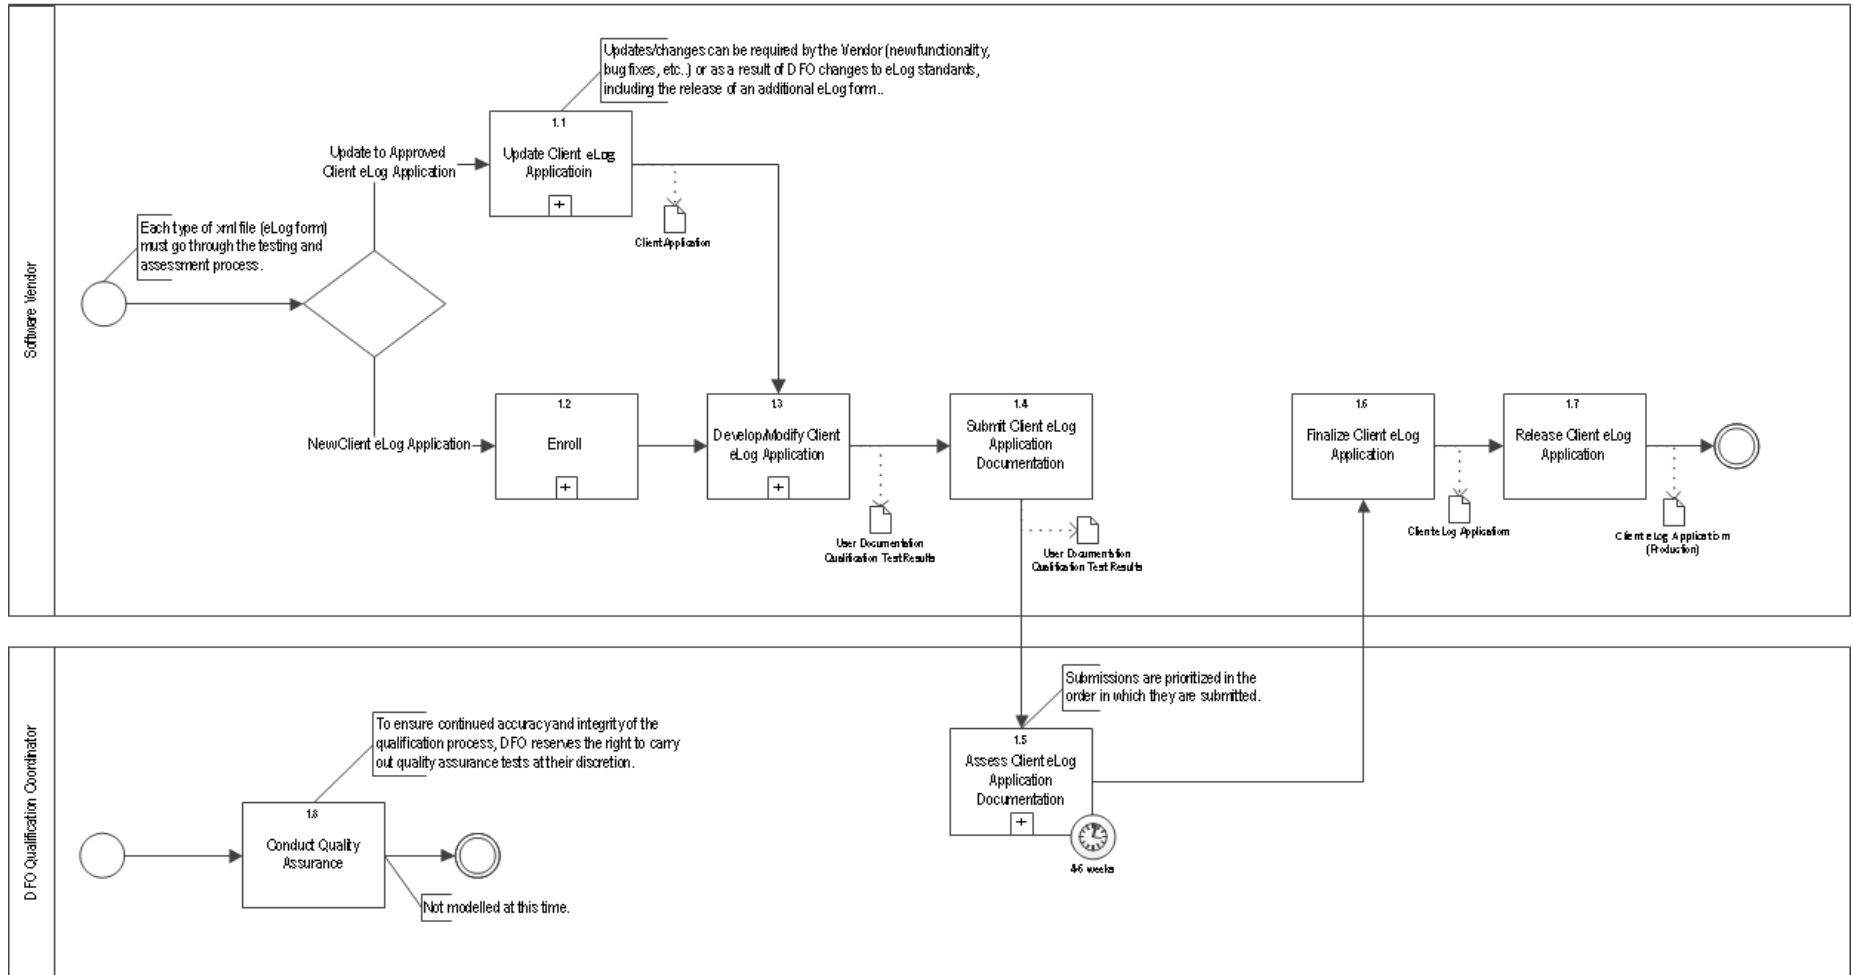 Software Vendor
Updates/changes can be required by the Vendor (new functionality,
bug fixes, etc..) or as a result of DFO changes to eLog standards,
including the release of an additional eLog form..
1.1
Update Client eLog
Applicatioin
Update to Approved
Client eLog Application
Client Application
Each type of xml file (eLog form)
must go through the testing and
assessment process.
New Client eLog Application
1.2
Enroll
1.3
Develop/Modify Client
eLog Application
User Documentation
Qualification Test Results
1.4
Submit Client eLog
Application
Documentation
User Documentation
Qualification Test Results
1.6
Finalize Client eLog
Application
Client eLog Application
1.7
Release Client eLog
Application
Client eLog Application
(Production)
DFO Qualification Coordinator
Submissions are prioritized in the
order in which they are submitted.
1.5
Assess Client eLog
Application
Documentation
4-6 weeks
To ensure continued accuracy and integrity of the
qualification process, DFO reserves the right to carry
out quality assurance tests at their discretion.
1.8
Conduct Quality
Assurance
Not modelled at this time.